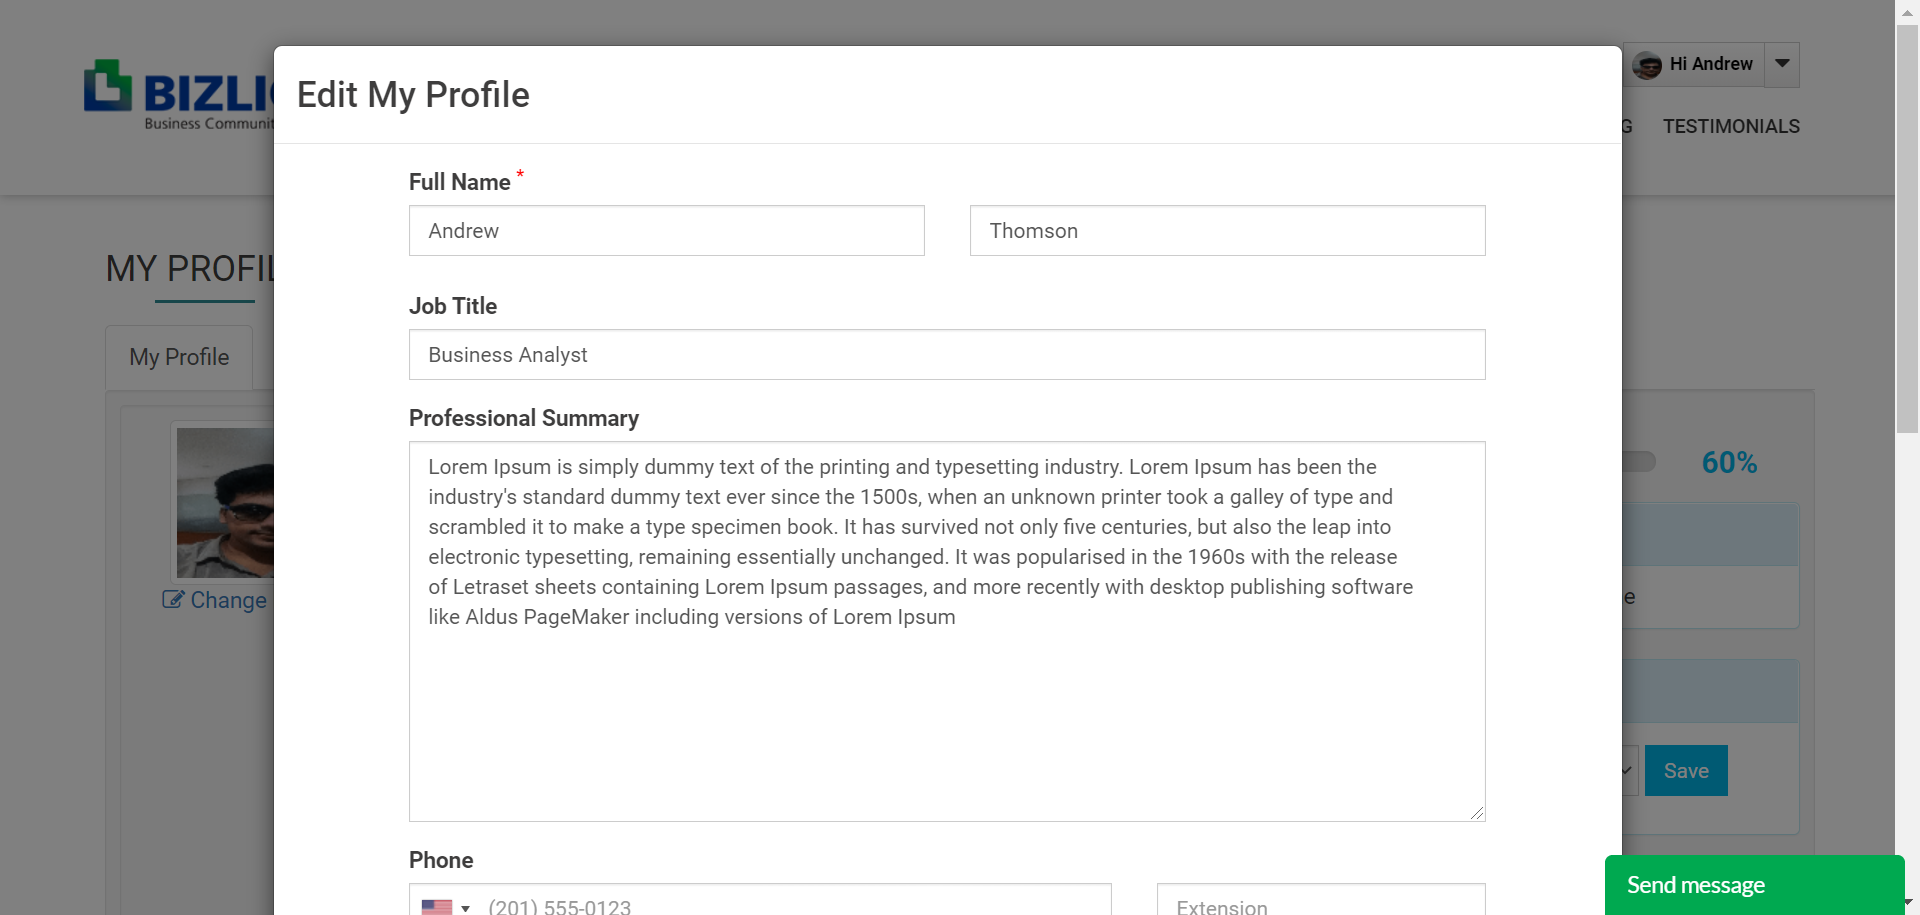 BIZLI
Business Communit
Hi Andrew
G TESTIMONIALS
MY PROFIL
My Profile
Change
60%
e
Save
Edit My Profile
Full Name *
Andrew
Thomson
Job Title
Business Analyst
Professional Summary
Lorem Ipsum is simply dummy text of the printing and typesetting industry. Lorem Ipsum has been the
industry's standard dummy text ever since the 1500s, when an unknown printer took a galley of type and
scrambled it to make a type specimen book. It has survived not only five centuries, but also the leap into
electronic typesetting, remaining essentially unchanged. It was popularised in the 1960s with the release
of Letraset sheets containing Lorem Ipsum passages, and more recently with desktop publishing software
like Aldus PageMaker including versions of Lorem Ipsum
Phone
(201) 555-0123
Extension
Send message